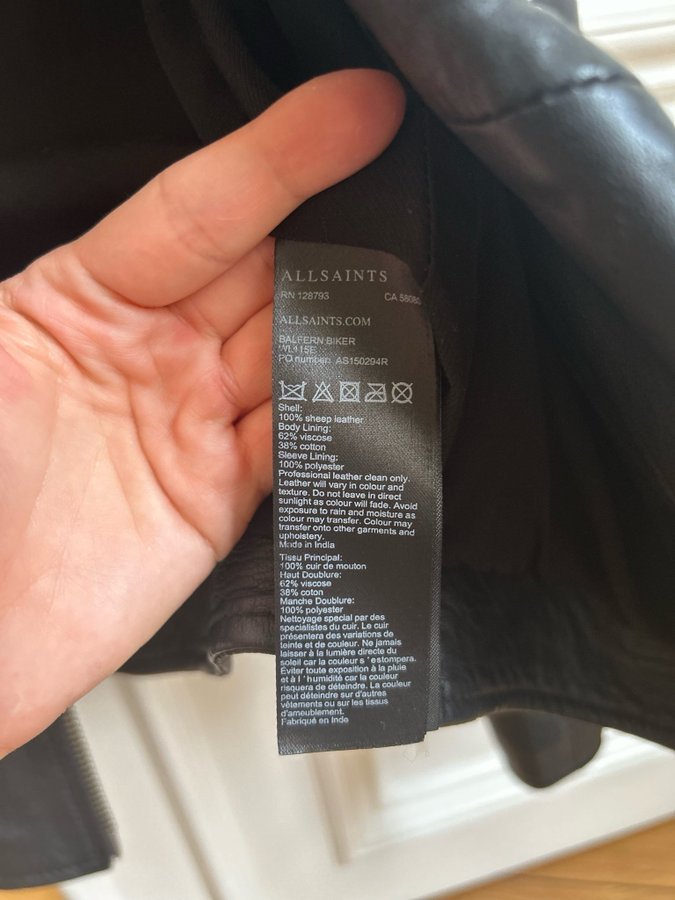 ALLSAINTS
RN 128793 CA
ALLSAINTS.COM
BALFERN BIKER
WL115E
PO number: AS150294R
Shell:
100% sheep leather
Body Lining:
62% viscose
38% cotton
Sleeve Lining:
100% polyester
Professional leather clean only.
Leather will vary in colour and
texture. Do not leave in direct
sunlight as colour will fade. Avoid
exposure to rain and moisture as
colour may transfer. Colour may
transfer onto other garments and
upholstery.
Made in India
Tissu Principal:
100% cuir de mouton
Haut Doublure:
62% viscose
38% coton
Manche Doublure:
100% polyester
Nettoyage special par des
specialistes du cuir. Le cuir
présentera des variations de
teinte et de couleur. Ne jamais
laisser à la lumière directe du
soleil car la couleur s ' estompera.
Éviter toute exposition à la pluie
et à l ' humidité car la couleur
risquera de déteindre. La couleur
peut déteindre sur d'autres
vêtements ou sur les tissus
d'ameublement.
Fabriqué en Inde